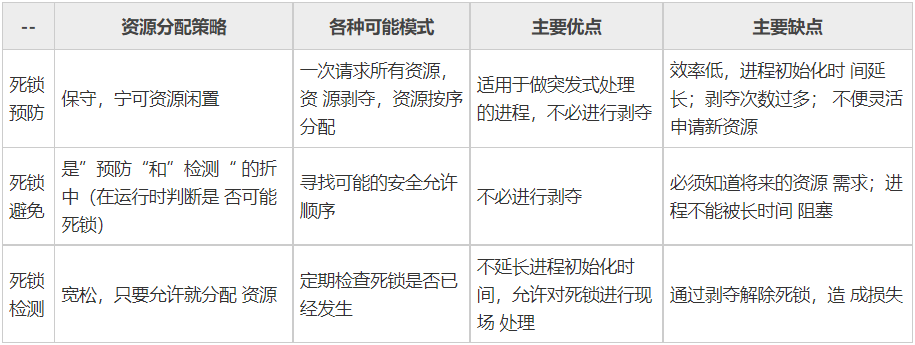 --
资源分配策略
各种可能模式
主要优点
主要缺点
死锁
预防
保守，宁可资源闲置
一次请求所有资源，
资 源剥夺，资源按序
分配
适用于做突发式处理
的进程，不必进行剥夺
效率低，进程初始化时 间延
长；剥夺次数过多； 不便灵活
申请新资源
死锁
避免
是”预防“和”检测“ 的折
中（在运行时判断是 否可能
死锁）
寻找可能的安全允许
顺序
不必进行剥夺
必须知道将来的资源 需求；进
程不能被长时间 阻塞
死锁
检测
宽松，只要允许就分配 资源
定期检查死锁是否已
经发生
不延长进程初始化时
间，允许对死锁进行现
场 处理
通过剥夺解除死锁，造 成损失